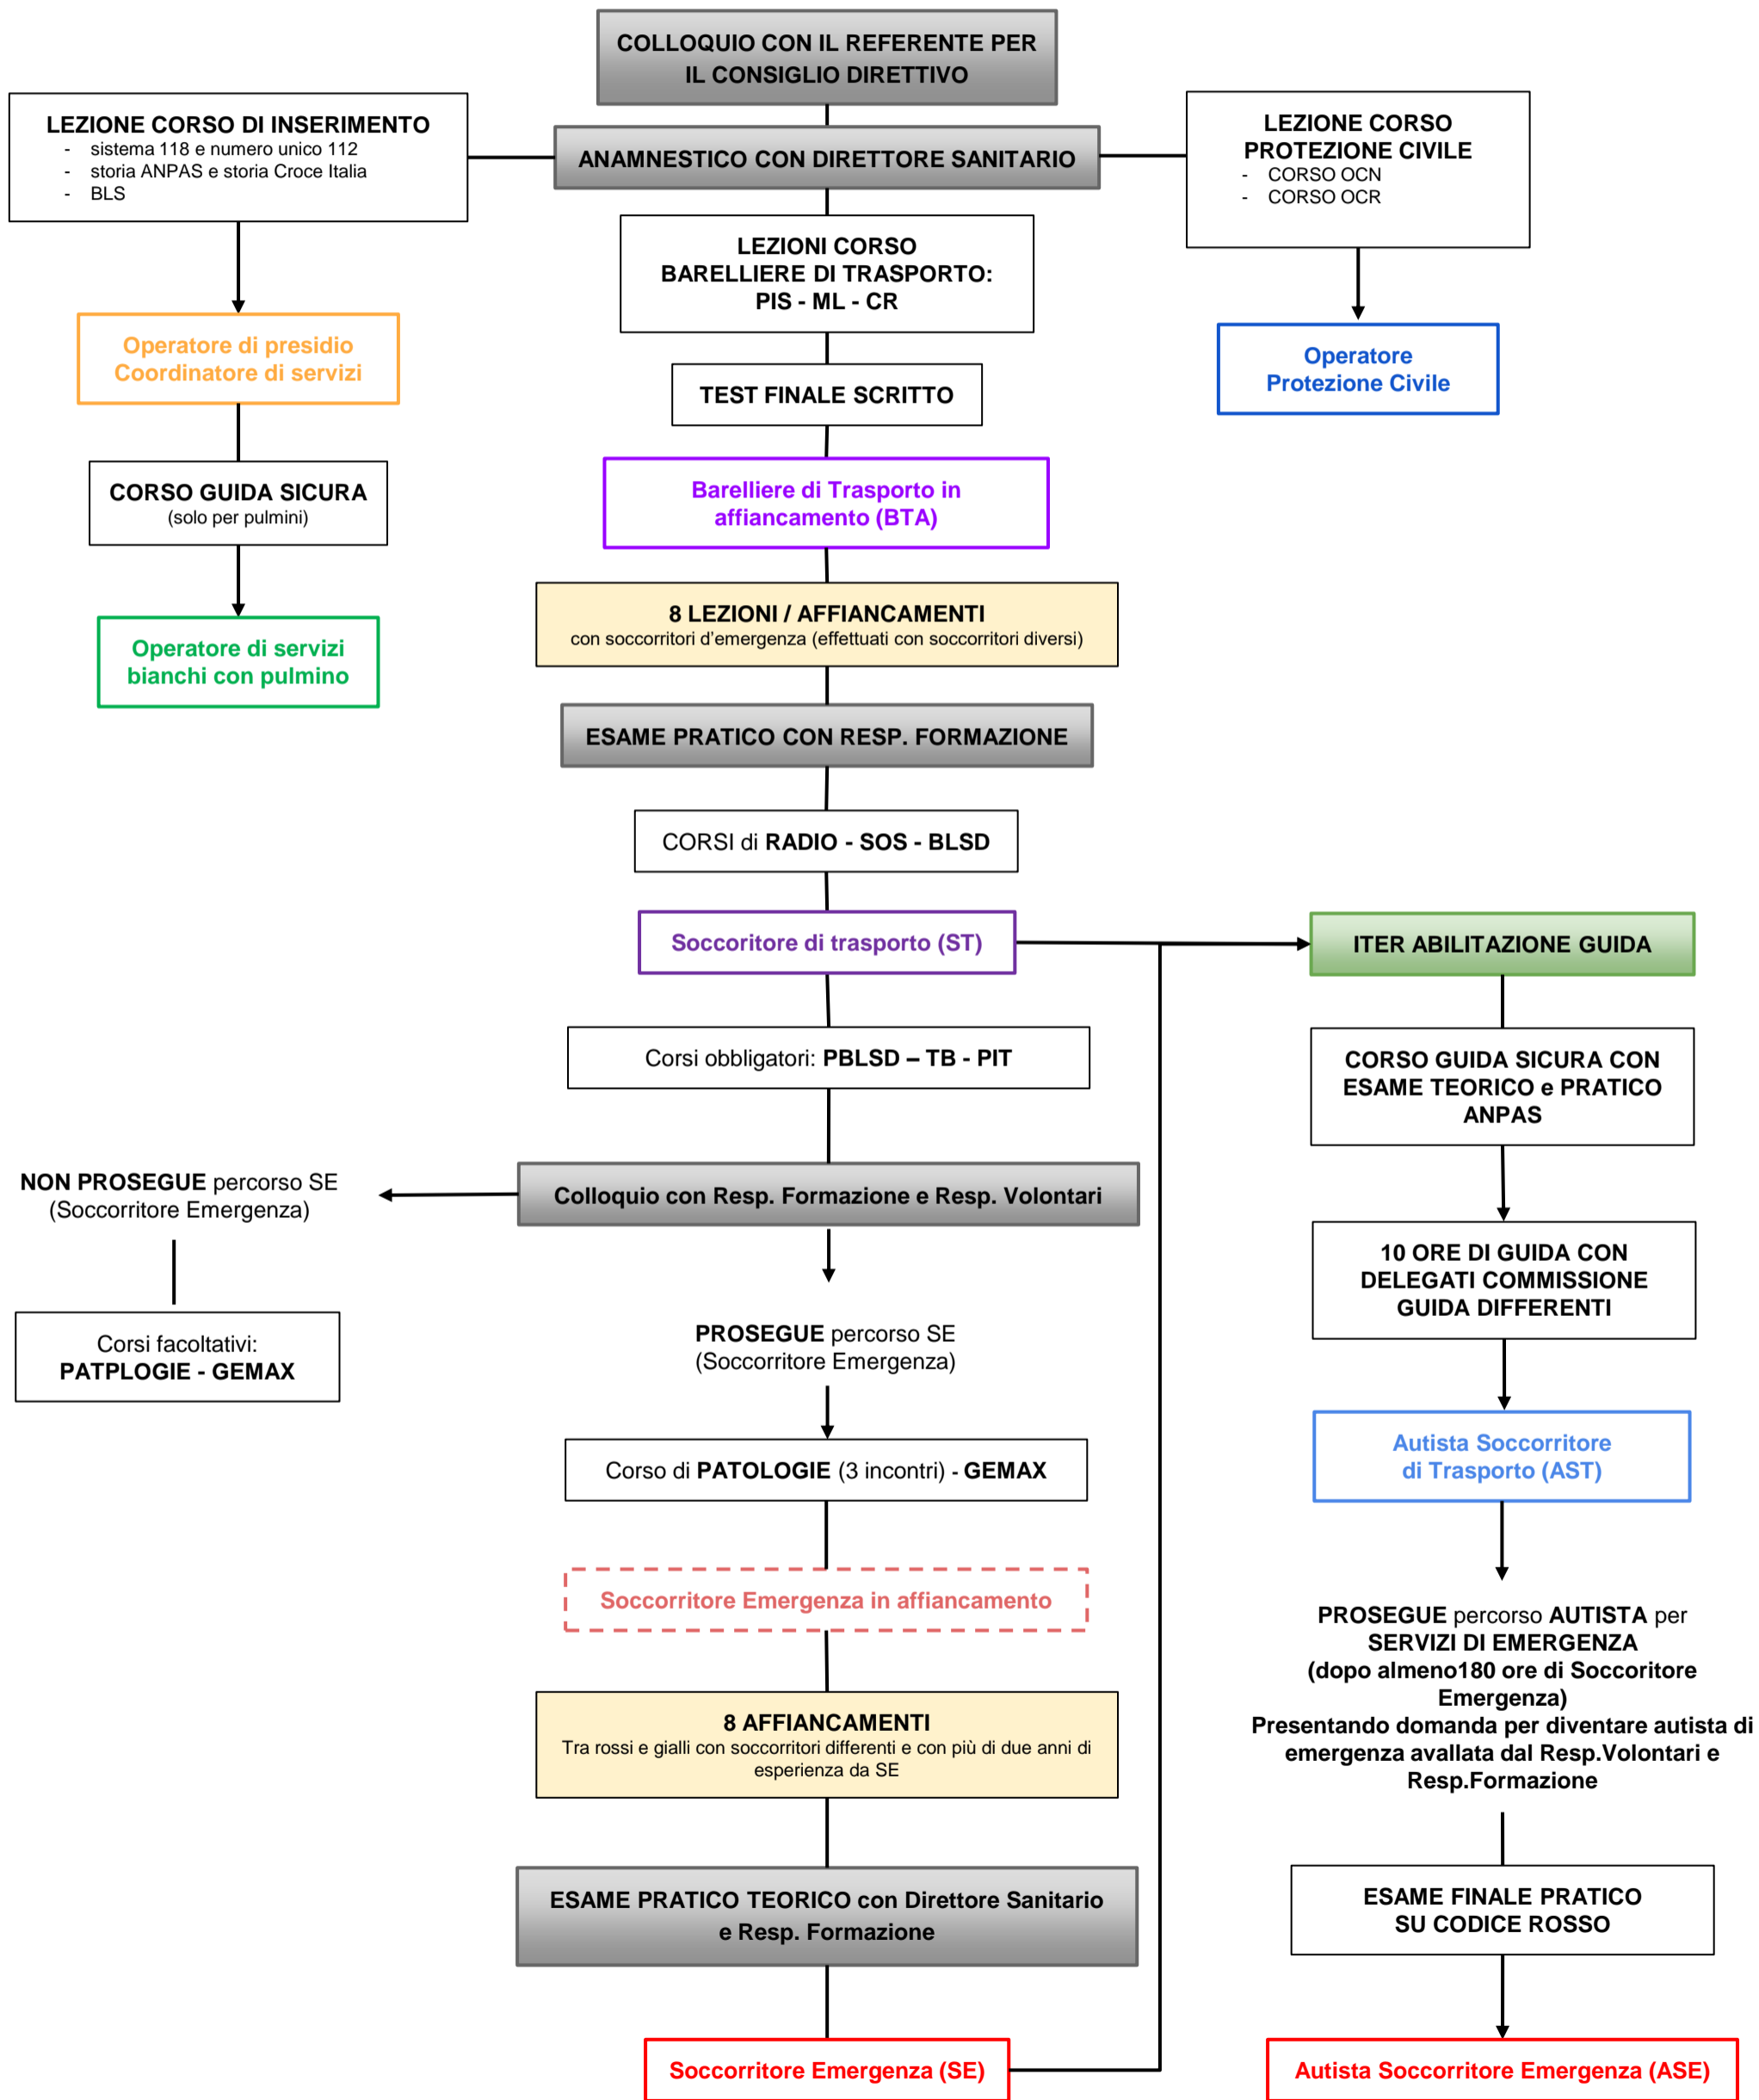 COLLOQUIO CON IL REFERENTE PER
IL CONSIGLIO DIRETTIVO
LEZIONE CORSO DI INSERIMENTO
- sistema 118 e numero unico 112
- storia ANPAS e storia Croce Italia
- BLS
ANAMNESTICO CON DIRETTORE SANITARIO
LEZIONE CORSO
PROTEZIONE CIVILE
- CORSO OCN
- CORSO OCR
LEZIONI CORSO
BARELLIERE DI TRASPORTO:
PIS - ML - CR
Operatore di presidio
Coordinatore di servizi
Operatore
Protezione Civile
TEST FINALE SCRITTO
CORSO GUIDA SICURA
(solo per pulmini)
Barelliere di Trasporto in
affiancamento (BTA)
8 LEZIONI / AFFIANCAMENTI
con soccorritori d'emergenza (effettuati con soccorritori diversi)
Operatore di servizi
bianchi con pulmino
ESAME PRATICO CON RESP. FORMAZIONE
CORSI di RADIO - SOS - BLSD
Soccoritore di trasporto (ST)
ITER ABILITAZIONE GUIDA
Corsi obbligatori: PBLSD – TB - PIT
CORSO GUIDA SICURA CON
ESAME TEORICO e PRATICO
ANPAS
NON PROSEGUE percorso SE
(Soccorritore Emergenza)
Colloquio con Resp. Formazione e Resp. Volontari
10 ORE DI GUIDA CON
DELEGATI COMMISSIONE
GUIDA DIFFERENTI
Corsi facoltativi:
PATPLOGIE - GEMAX
PROSEGUE percorso SE
(Soccorritore Emergenza)
Autista Soccorritore
di Trasporto (AST)
Corso di PATOLOGIE (3 incontri) - GEMAX
Soccorritore Emergenza in affiancamento
PROSEGUE percorso AUTISTA per
SERVIZI DI EMERGENZA
(dopo almeno180 ore di Soccoritore
Emergenza)
Presentando domanda per diventare autista di
emergenza avallata dal Resp.Volontari e
Resp.Formazione
8 AFFIANCAMENTI
Tra rossi e gialli con soccorritori differenti e con più di due anni di
esperienza da SE
ESAME PRATICO TEORICO con Direttore Sanitario
e Resp. Formazione
ESAME FINALE PRATICO
SU CODICE ROSSO
Soccorritore Emergenza (SE)
Autista Soccorritore Emergenza (ASE)